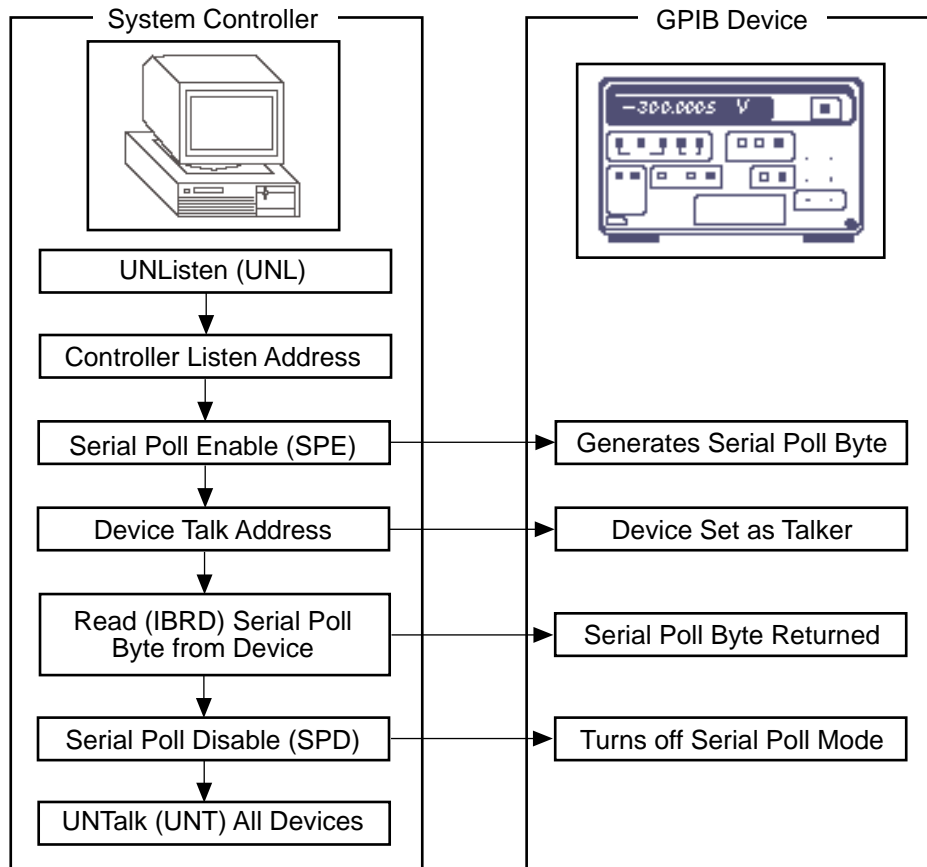 System Controller
GPIB Device
-300.0005 V
UNListen (UNL)
Controller Listen Address
Serial Poll Enable (SPE)
Generates Serial Poll Byte
Device Talk Address
Device Set as Talker
Read (IBRD) Serial Poll
Byte from Device
Serial Poll Byte Returned
Serial Poll Disable (SPD)
Turns off Serial Poll Mode
UNTalk (UNT) All Devices